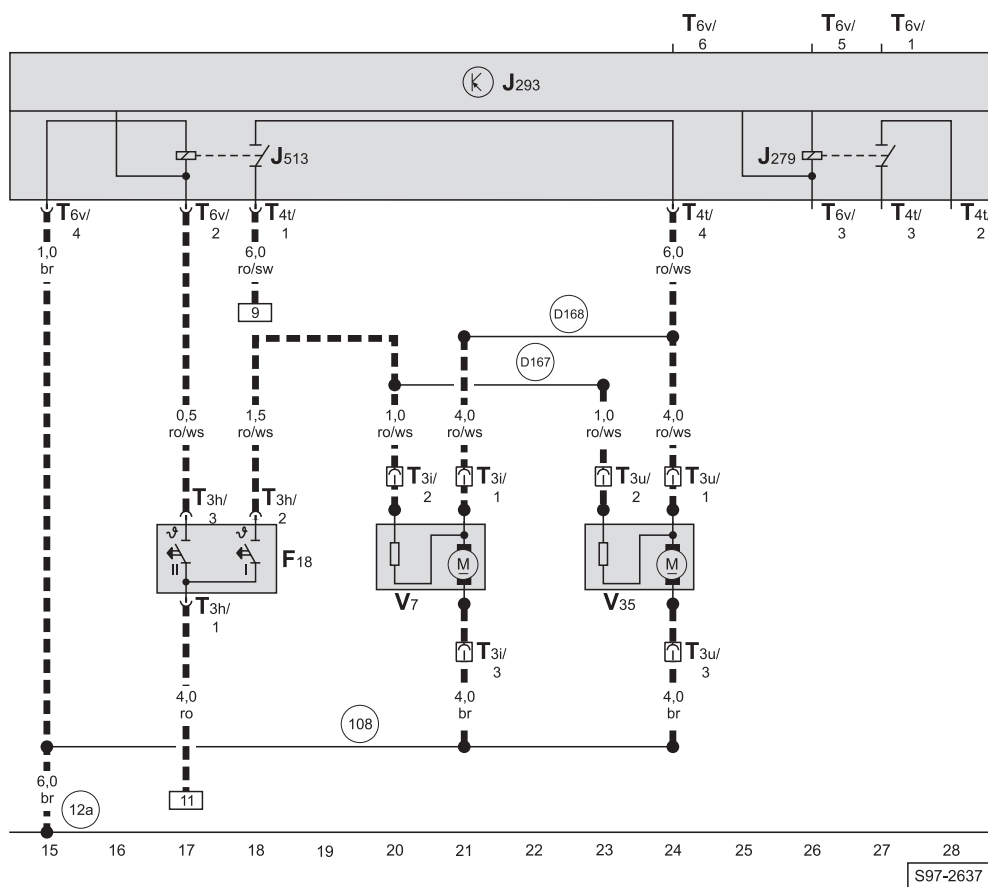 T6v/ T6v/ T6v/
6 5 1
J293
J513 J279
T6v/ T6v/ T4t/ T4t/ T6v/ T4t/ T4t/
4 2 1 4 3 3 2
1,0 6,0 6,0
br ro/sw ro/ws
9
D168
D167
0,5 1,5 1,0 4,0 1,0 4,0
ro/ws ro/ws ro/ws ro/ws ro/ws ro/ws
T3i/ T3i/ T3u/ T3u/
2 1 2 1
T3h/ T3h/
3 2
II I F18
M M
T3h/ V7 V35
1
T3i/ T3u/
3 3
4,0 4,0 4,0
ro br br
108
6,0
br
12a 11
15 16 17 18 19 20 21 22 23 24 25 26 27 28
S97-2637